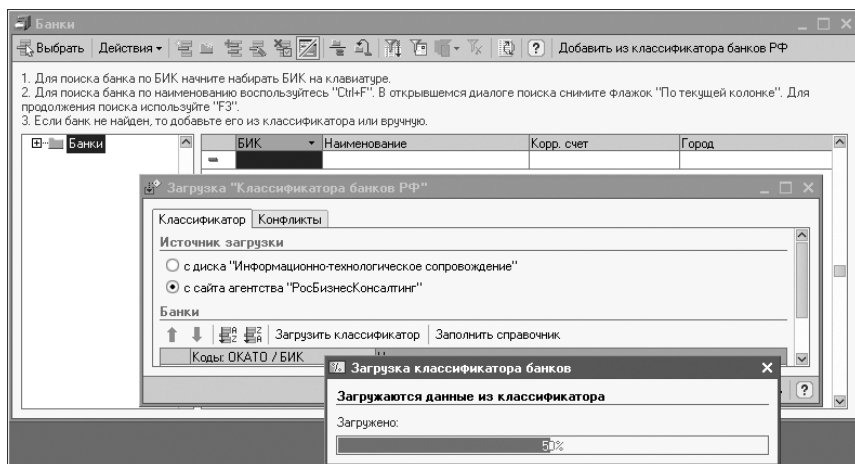 Банки
Выбрать Действия Добавить из классификатора банков РФ
1. Для поиска банка по БИК начните набирать БИК на клавиатуре.
2. Для поиска банка по наименованию воспользуйтесь "Ctrl+F". В открывшемся диалоге поиска снимите флажок "По текущей колонке". Для
продолжения поиска используйте "F3".
3. Если банк не найден, то добавьте его из классификатора или вручную.
Банки БИК Наименование Корр. счет Город
Загрузка "Классификатора банков РФ"
Классификатор Конфликты
Источник загрузки
с диска "Информационно-технологическое сопровождение"
с сайта агентства "РосБизнесКонсалтинг"
Банки
Загрузить классификатор Заполнить справочник
Коды: ОКАТО / БИК
Загрузка классификатора банков
Загружаются данные из классификатора
Загружено:
50%